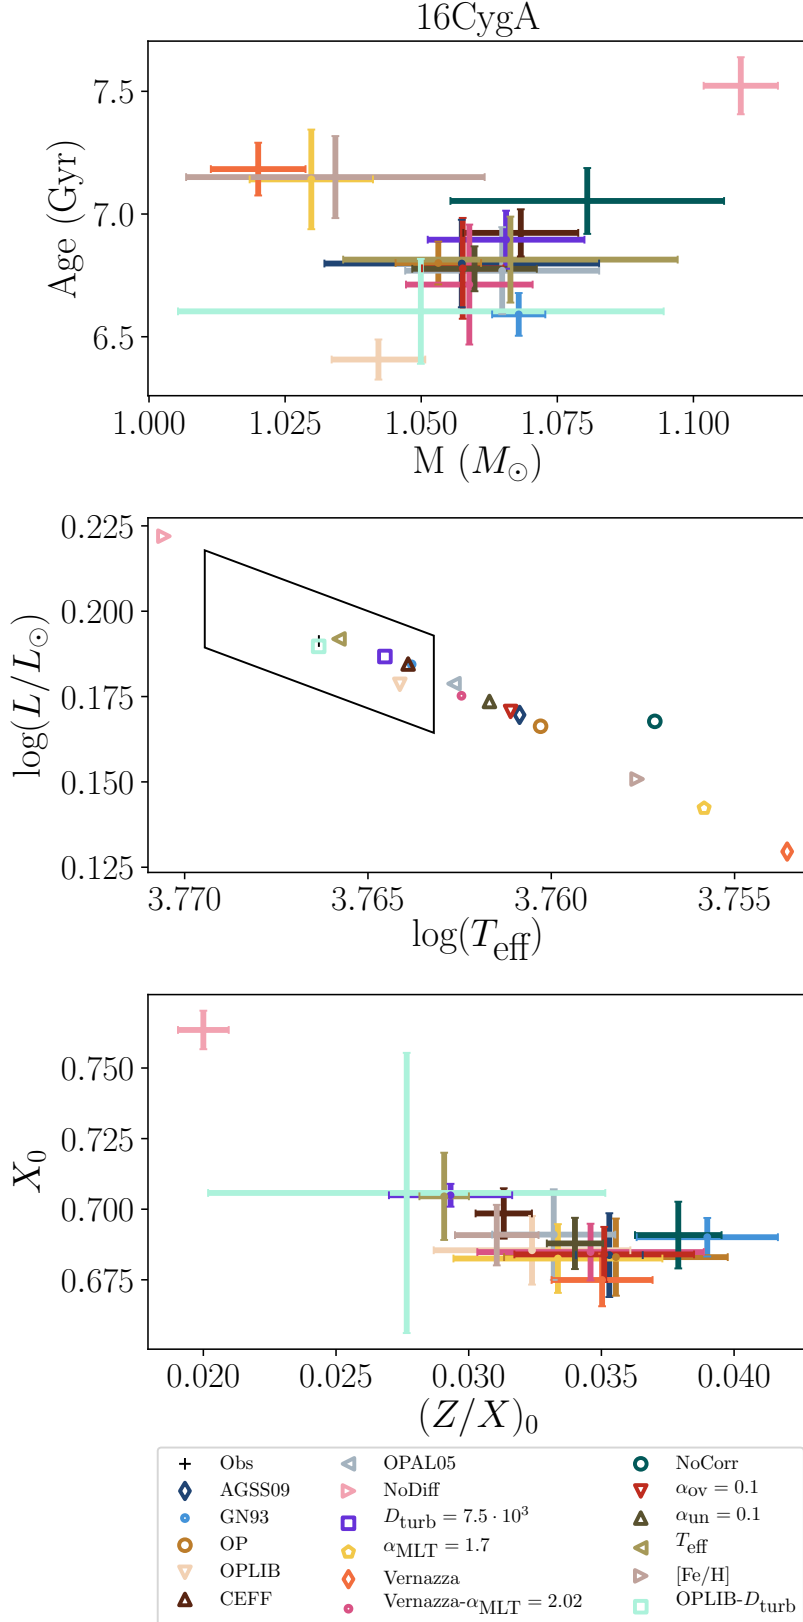 16CygA
7.5
7.0
6.5
Age (Gyr)
1.000 1.025 1.050 1.075 1.100
M (M⊙)
0.225
0.200
0.175
0.150
0.125
log(L/L⊙)
3.770 3.765 3.760 3.755
log(Teff)
0.750
0.725
0.700
0.675
X0
0.020 0.025 0.030 0.035 0.040
(Z/X)0
Obs
AGSS09
GN93
OP
OPLIB
CEFF
OPAL05
NoDiff
Dturb = 7.5 · 10³
αMLT = 1.7
Vernazza
Vernazza-αMLT = 2.02
NoCorr
αov = 0.1
αun = 0.1
Teff
[Fe/H]
OPLIB-Dturb